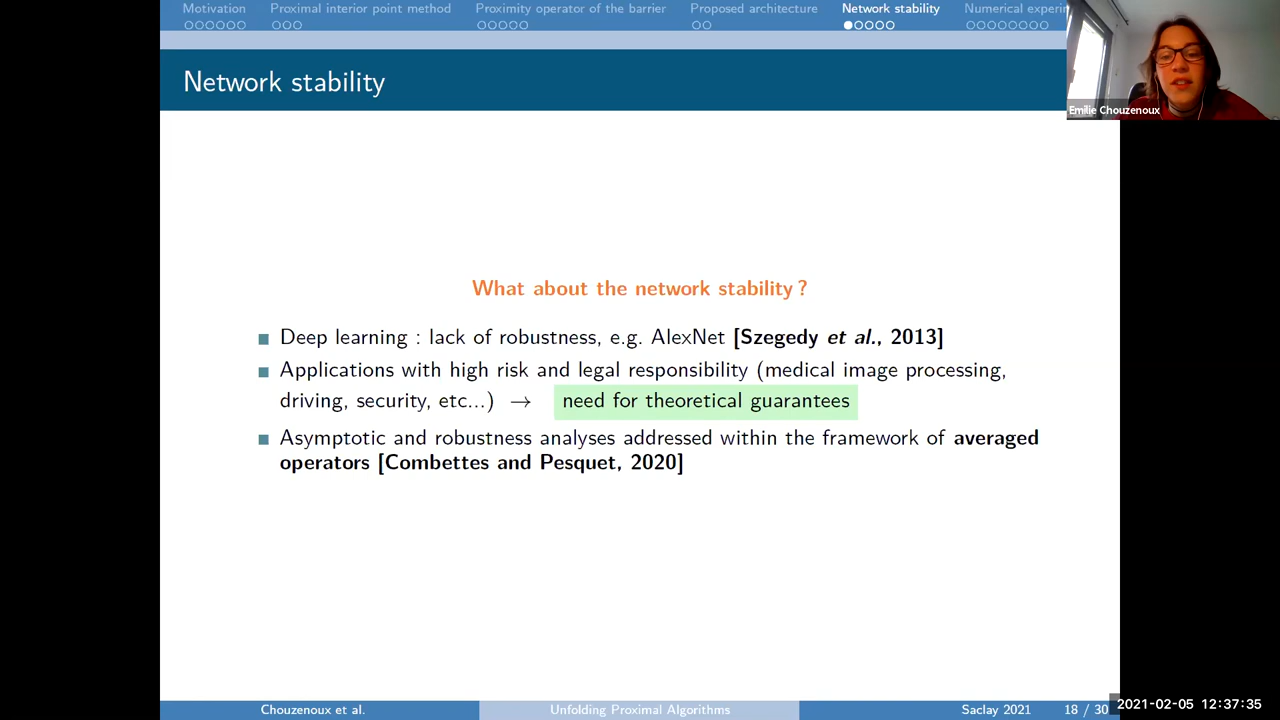 Motivation Proximal interior point method Proximity operator of the barrier Proposed architecture Network stability Numerical experim
Network stability
Emilie Chouzenoux
What about the network stability ?
Deep learning : lack of robustness, e.g. AlexNet [Szegedy et al., 2013]
Applications with high risk and legal responsibility (medical image processing,
driving, security, etc...) → need for theoretical guarantees
Asymptotic and robustness analyses addressed within the framework of averaged
operators [Combettes and Pesquet, 2020]
Chouzenoux et al. Unfolding Proximal Algorithms Saclay 2021 18 / 30
2021-02-05 12:37:35